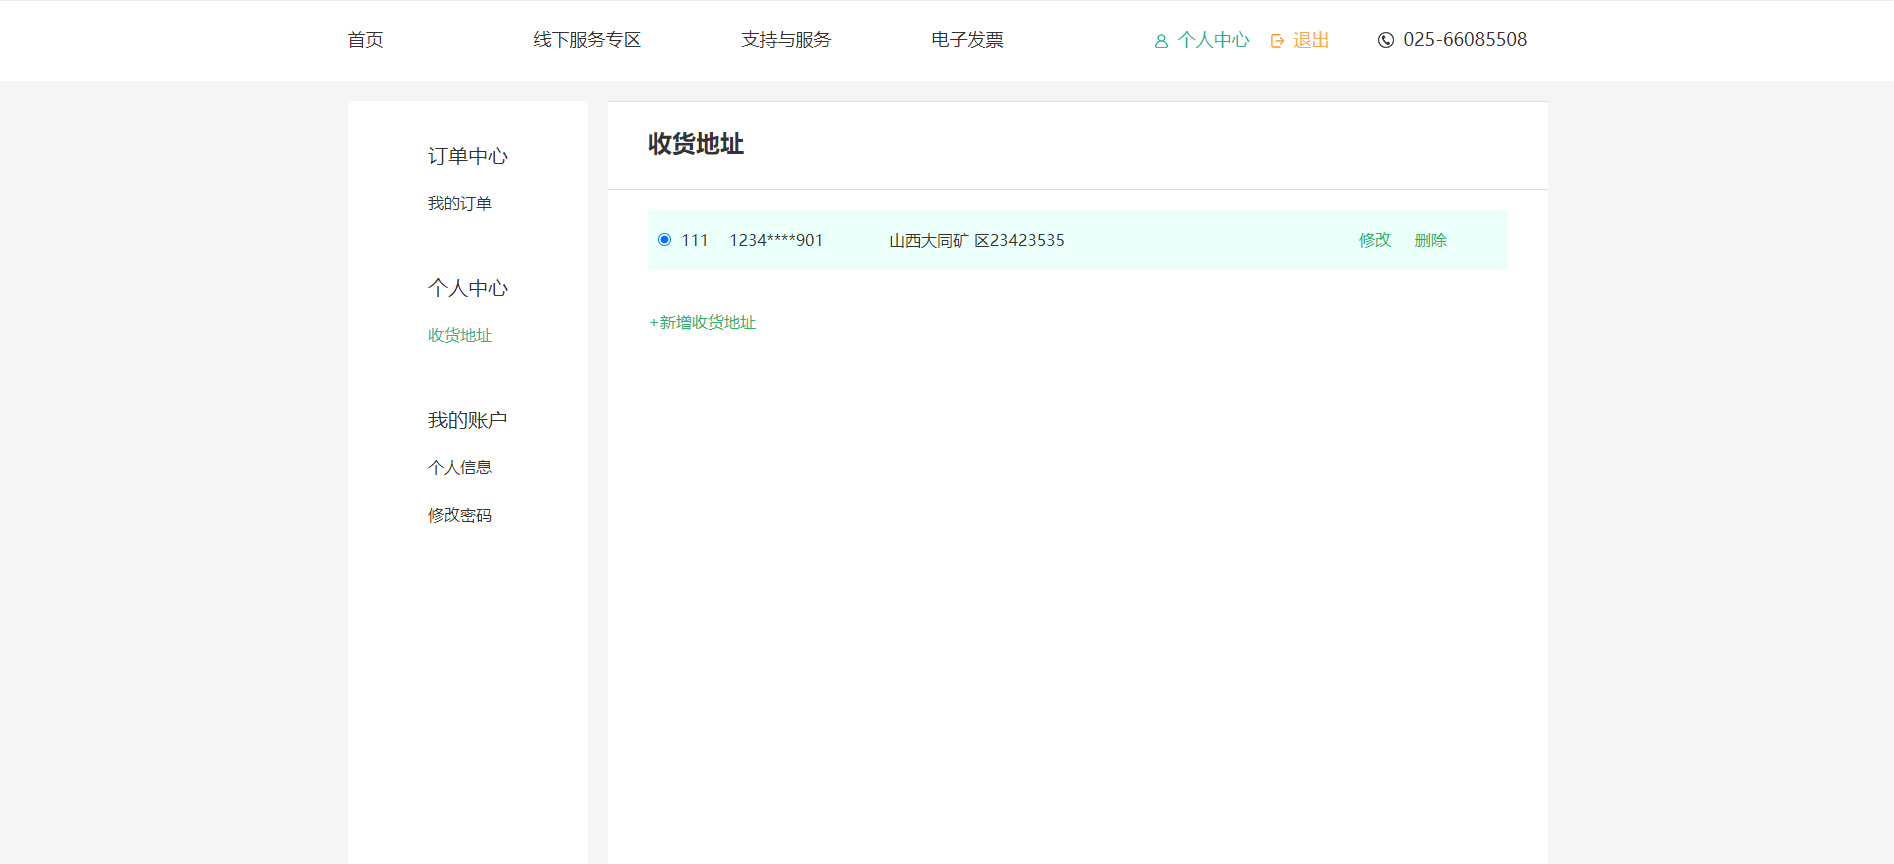 首页 线下服务专区 支持与服务 电子发票 个人中心 退出 025-66085508
订单中心
我的订单
个人中心
收货地址
我的账户
个人信息
修改密码
收货地址
111 1234****901 山西大同矿 区23423535 修改 删除
+新增收货地址